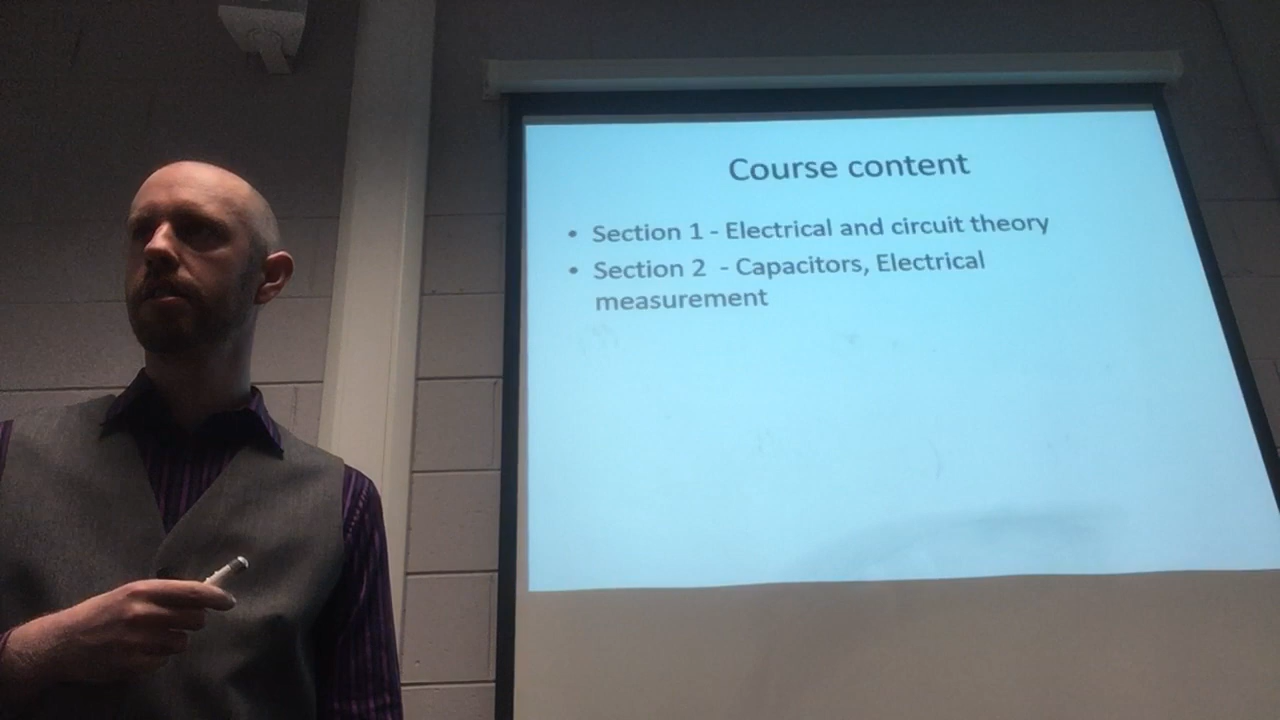 Course content
• Section 1 - Electrical and circuit theory
• Section 2 - Capacitors, Electrical
measurement